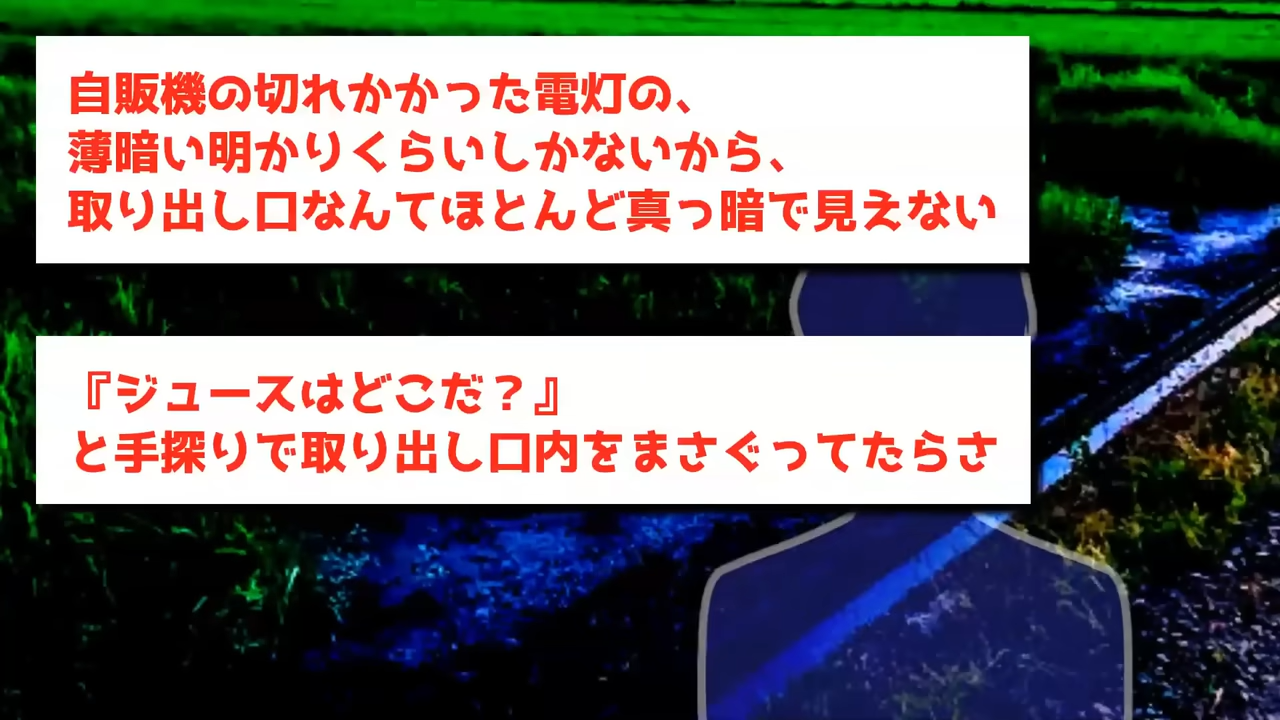 自販機の切れかかった電灯の、
薄暗い明かりくらいしかないから、
取り出し口なんてほとんど真っ暗で見えない
『ジュースはどこだ？』
と手探りで取り出し口内をまさぐってたらさ